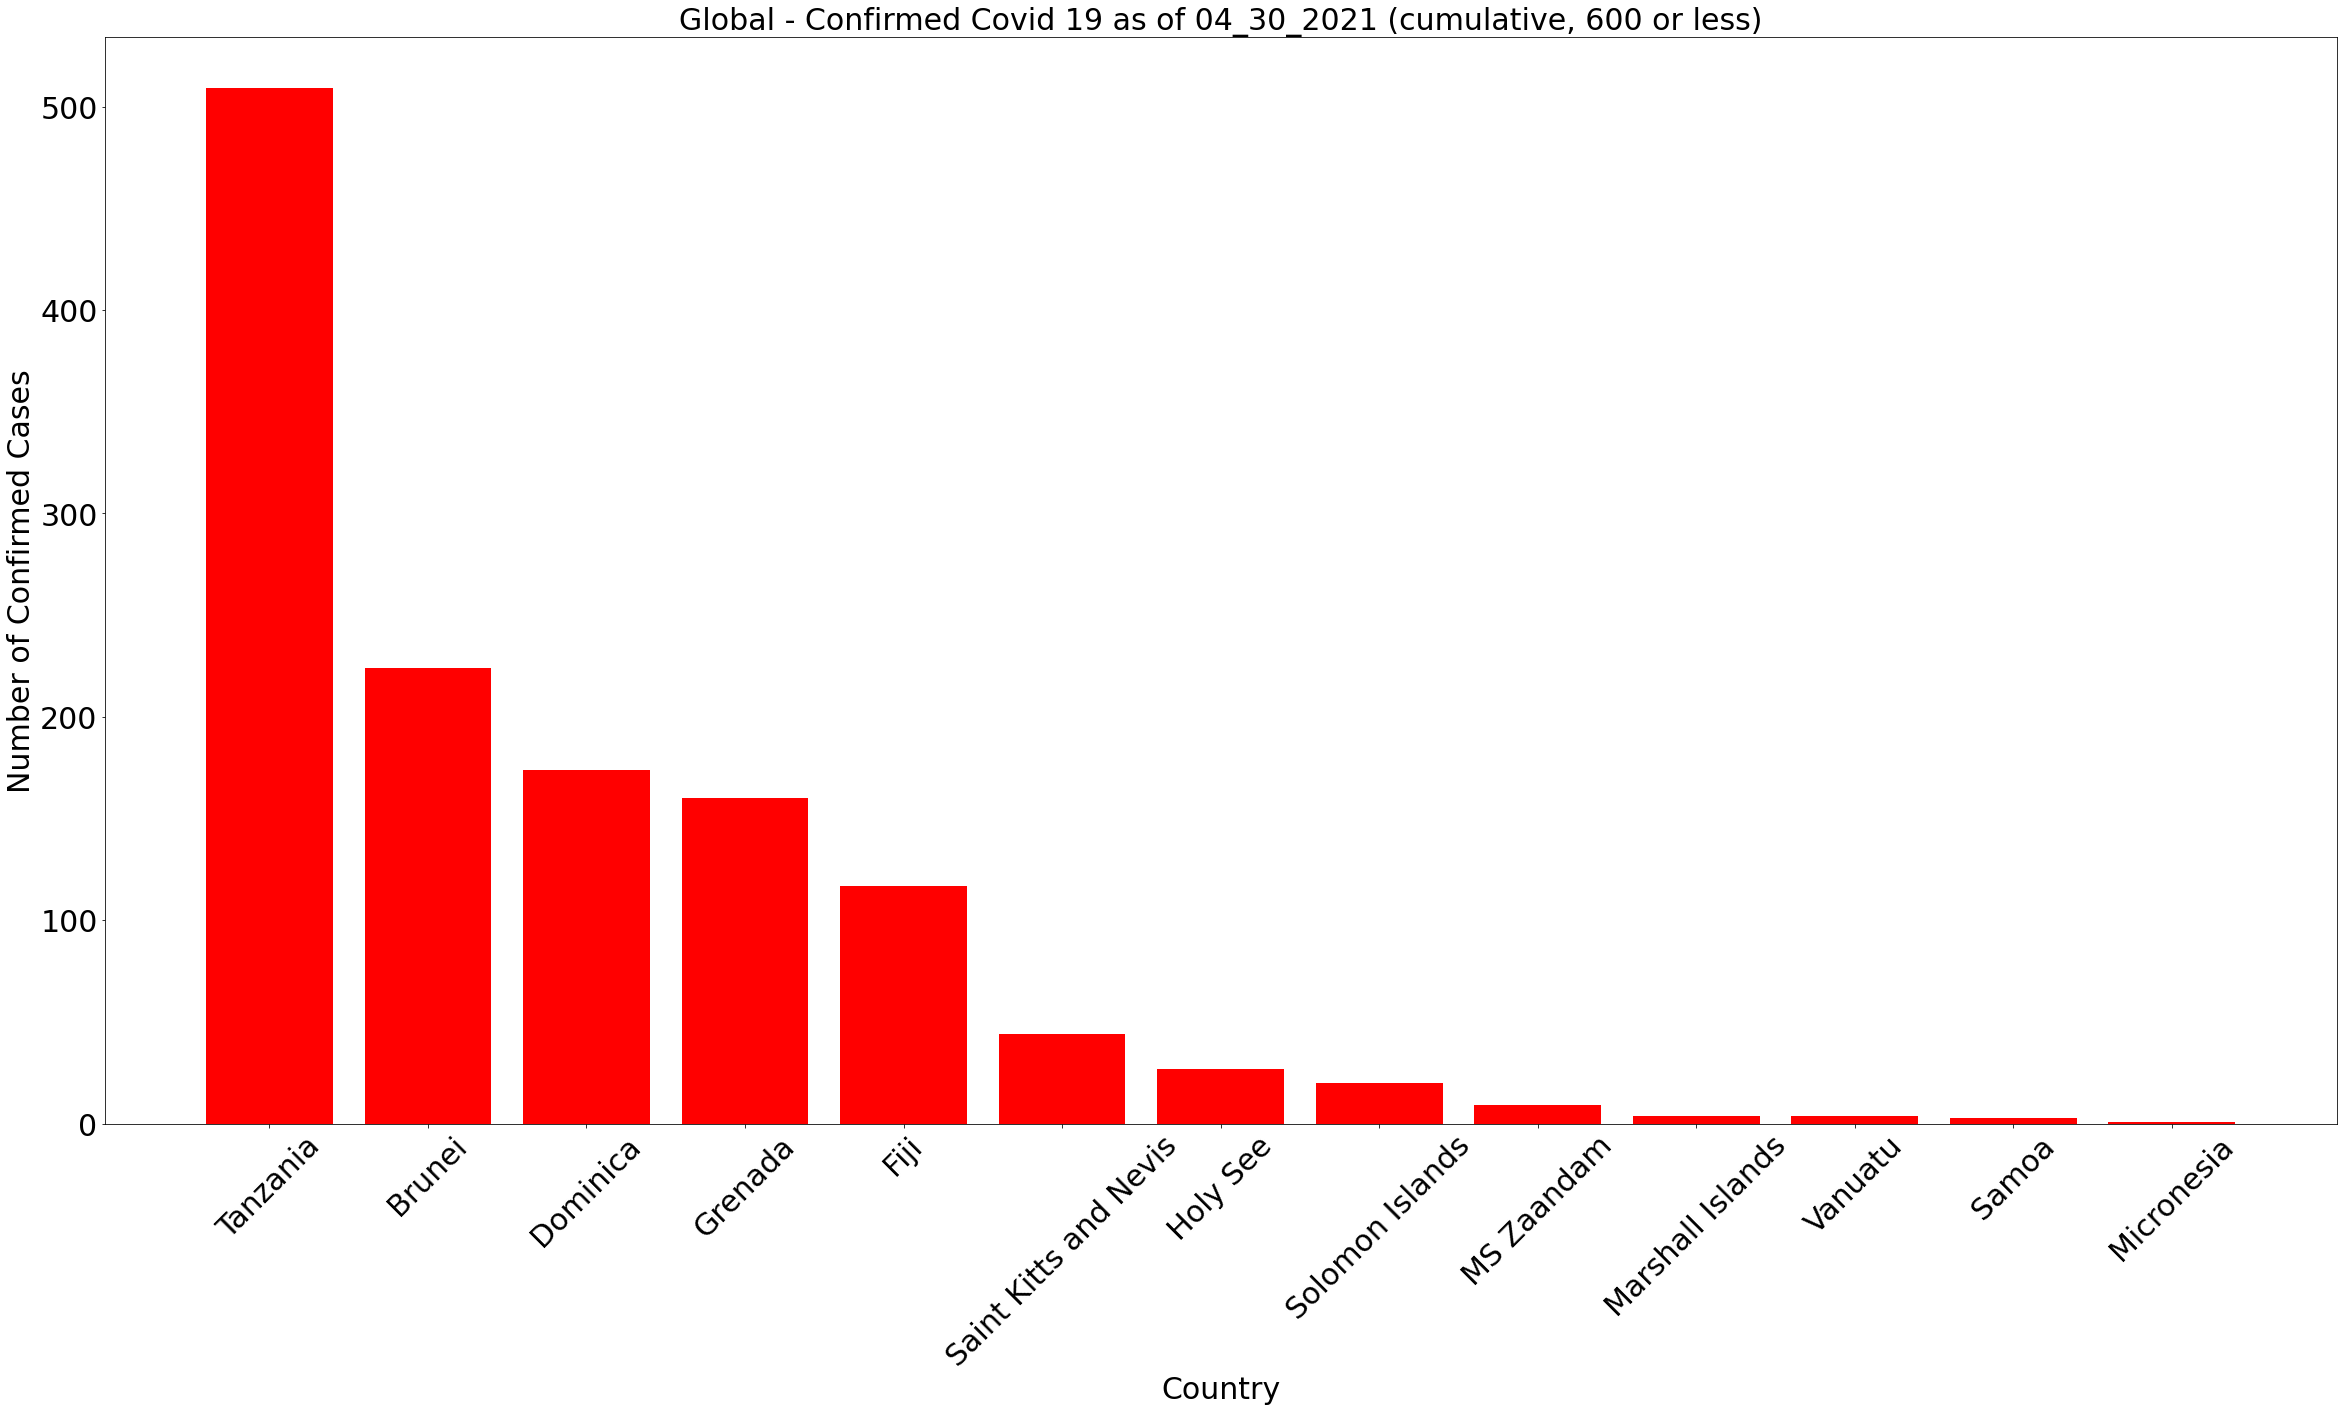 Global - Confirmed Covid 19 as of 04_30_2021 (cumulative, 600 or less)
Number of Confirmed Cases
500
400
300
200
100
0
Tanzania
Brunei
Dominica
Grenada
Fiji
Saint Kitts and Nevis
Holy See
Solomon Islands
MS Zaandam
Marshall Islands
Vanuatu
Samoa
Micronesia
Country